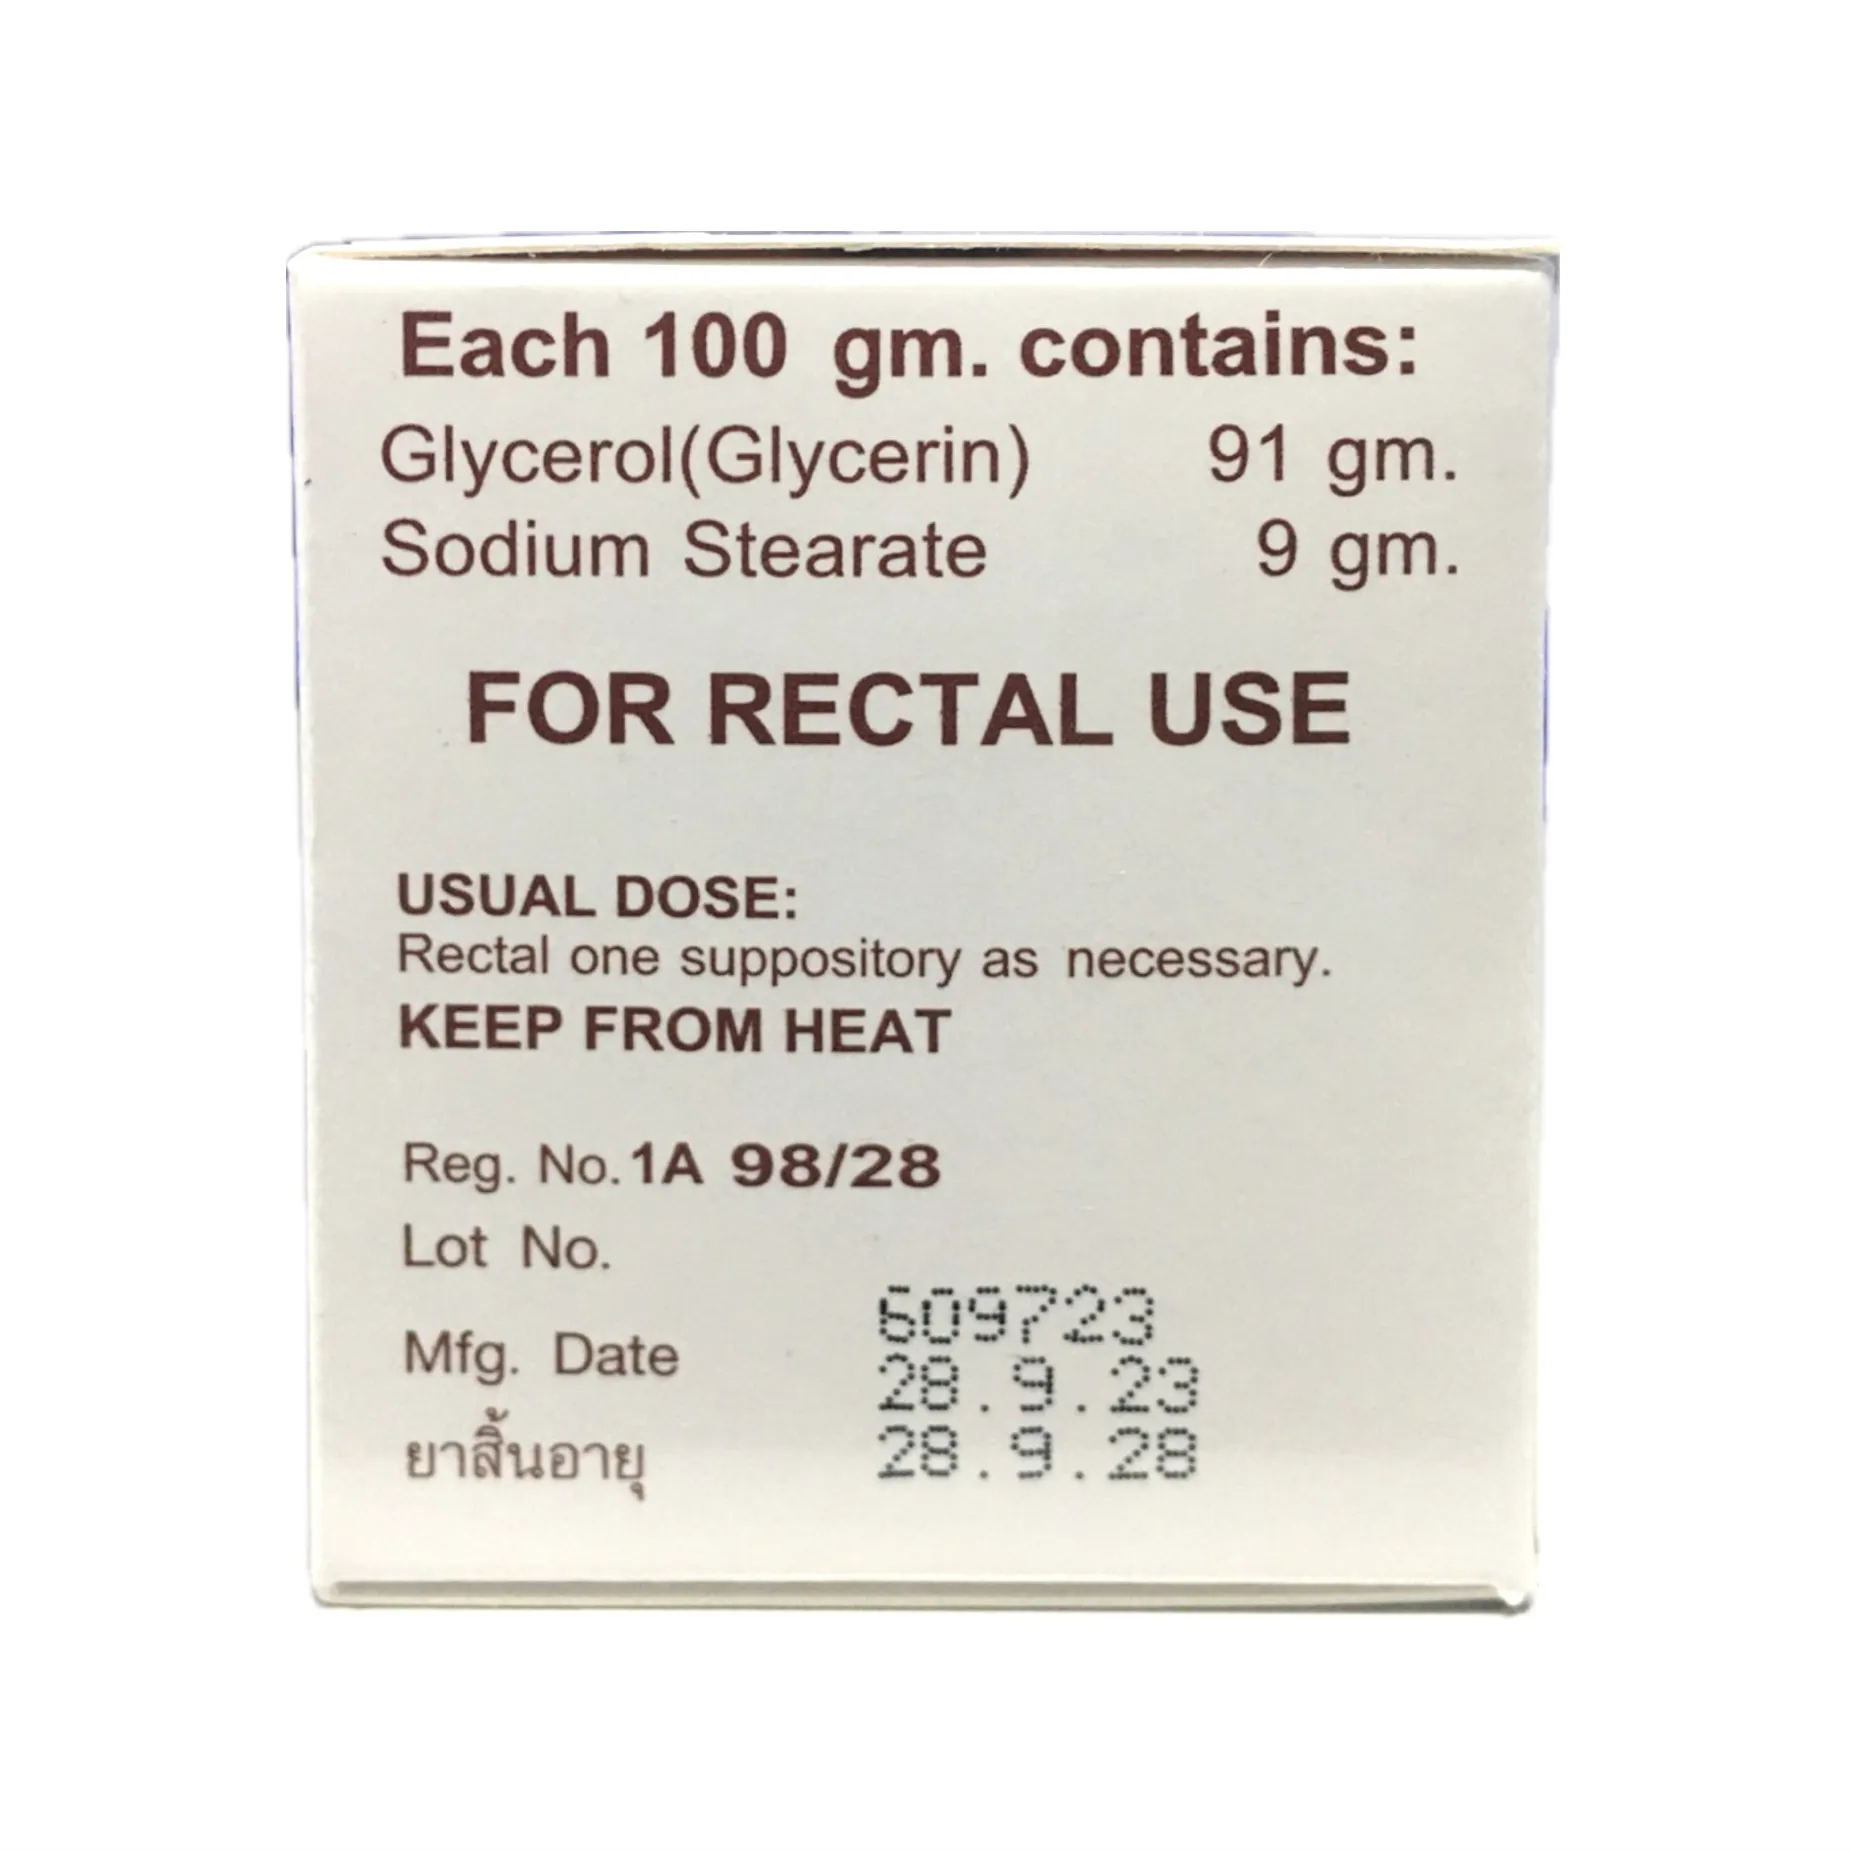 Each 100 gm. contains:
Glycerol(Glycerin) 91 gm.
Sodium Stearate 9 gm.
FOR RECTAL USE
USUAL DOSE:
Rectal one suppository as necessary.
KEEP FROM HEAT
Reg. No. 1A 98/28
Lot No.
609723
Mfg. Date 28.9.23
ยาสิ้นอายุ 28.9.28